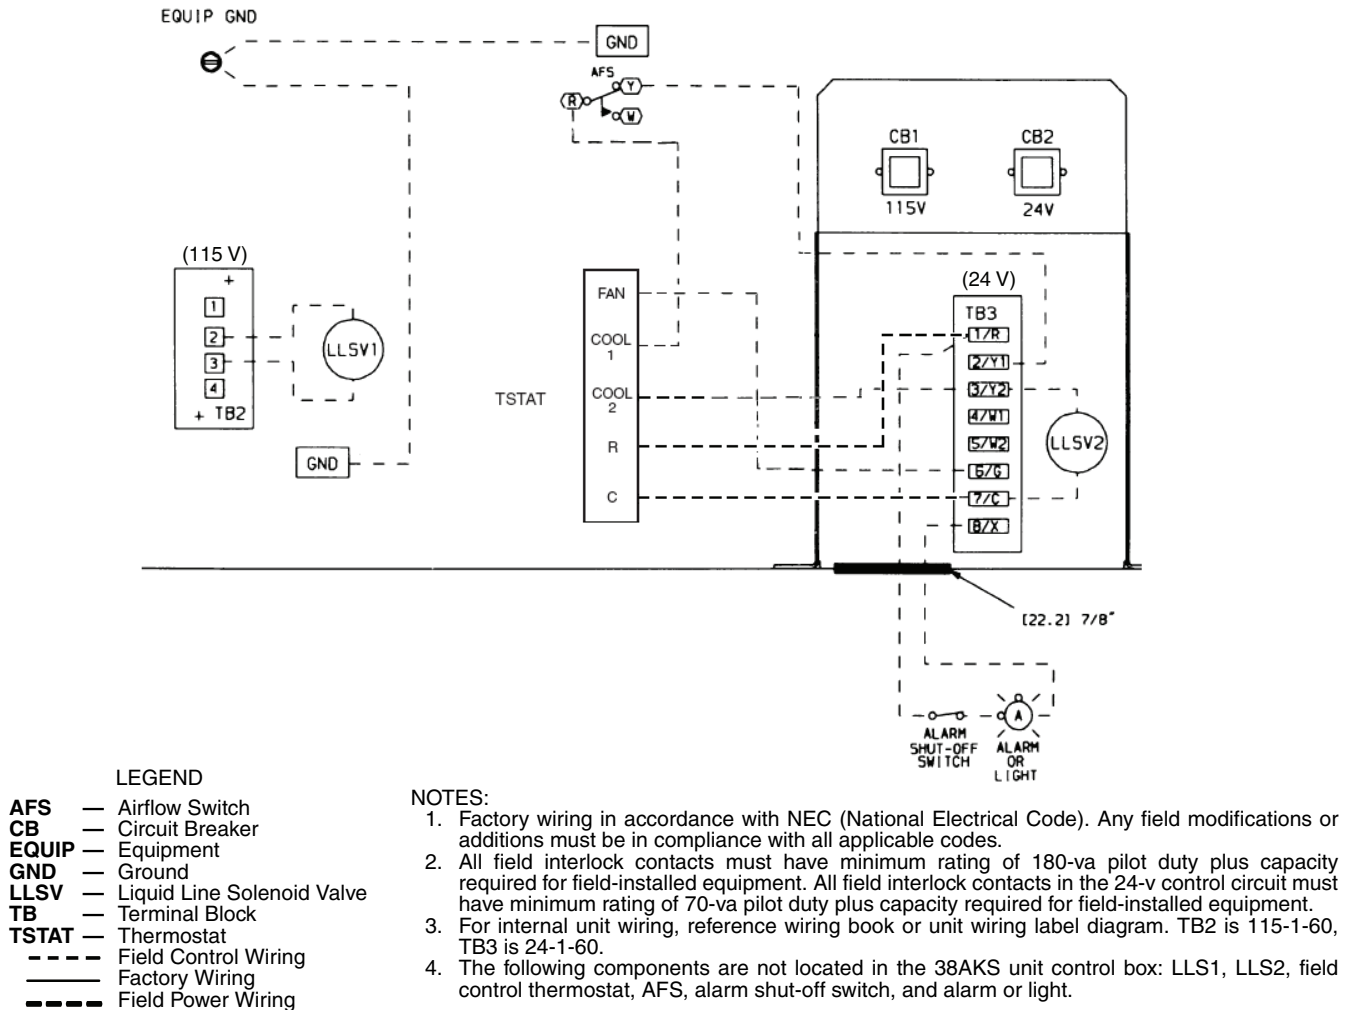 EQUIP GND
GND
AFS
Y
R
W
CB1
CB2
115V
24V
(115 V)
+
1
2
3
4
+ TB2
LLSV1
GND
TSTAT
FAN
COOL
1
COOL
2
R
C
(24 V)
TB3
1/R
2/Y1
3/Y2
4/W1
5/W2
6/G
7/C
8/X
LLSV2
[22.2] 7/8"
ALARM
SHUT-OFF
SWITCH
A
ALARM
OR
LIGHT
LEGEND
AFS — Airflow Switch
CB — Circuit Breaker
EQUIP — Equipment
GND — Ground
LLSV — Liquid Line Solenoid Valve
TB — Terminal Block
TSTAT — Thermostat
Field Control Wiring
Factory Wiring
Field Power Wiring
NOTES:
1. Factory wiring in accordance with NEC (National Electrical Code). Any field modifications or
additions must be in compliance with all applicable codes.
2. All field interlock contacts must have minimum rating of 180-va pilot duty plus capacity
required for field-installed equipment. All field interlock contacts in the 24-v control circuit must
have minimum rating of 70-va pilot duty plus capacity required for field-installed equipment.
3. For internal unit wiring, reference wiring book or unit wiring label diagram. TB2 is 115-1-60,
TB3 is 24-1-60.
4. The following components are not located in the 38AKS unit control box: LLS1, LLS2, field
control thermostat, AFS, alarm shut-off switch, and alarm or light.